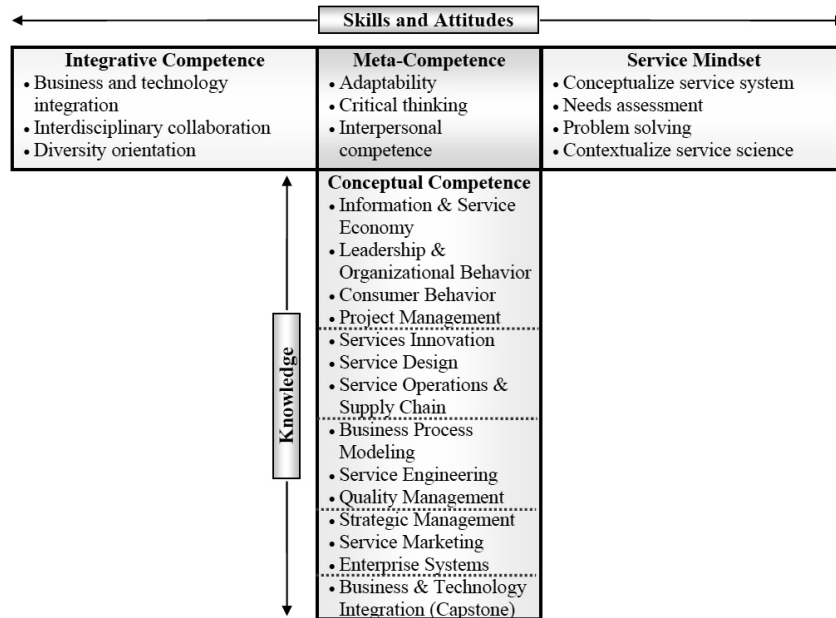 Skills and Attitudes
Integrative Competence
• Business and technology
integration
• Interdisciplinary collaboration
• Diversity orientation
Meta-Competence
• Adaptability
• Critical thinking
• Interpersonal
competence
Service Mindset
• Conceptualize service system
• Needs assessment
• Problem solving
• Contextualize service science
Knowledge
Conceptual Competence
• Information & Service
Economy
• Leadership &
Organizational Behavior
• Consumer Behavior
• Project Management
• Services Innovation
• Service Design
• Service Operations &
Supply Chain
• Business Process
Modeling
• Service Engineering
• Quality Management
• Strategic Management
• Service Marketing
• Enterprise Systems
• Business & Technology
Integration (Capstone)